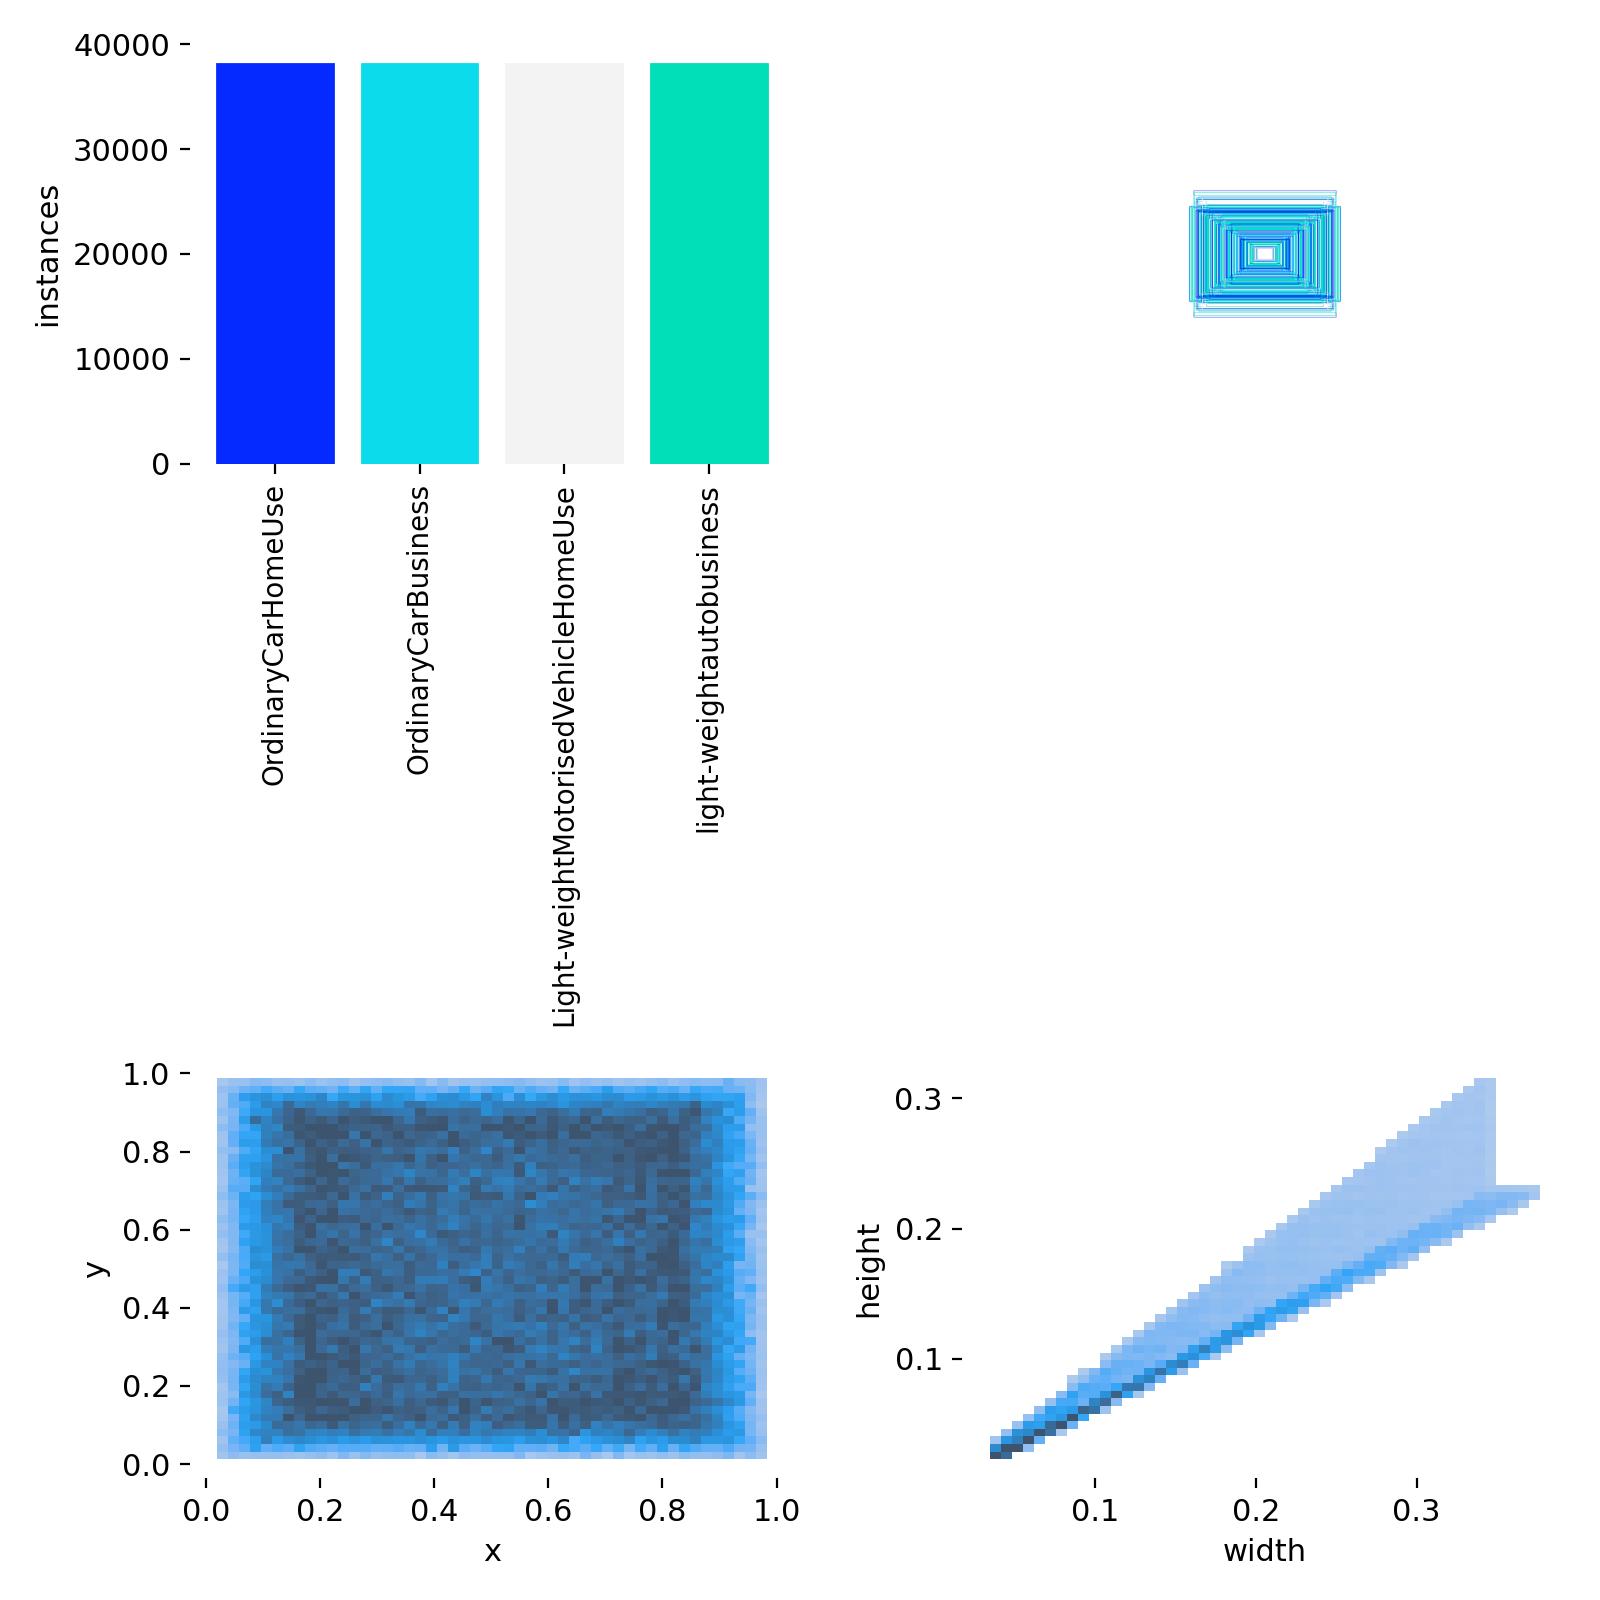 40000
30000
20000
10000
0
instances
OrdinaryCarHomeUse
OrdinaryCarBusiness
Light-weightMotorisedVehicleHomeUse
light-weightautobusiness
1.0
0.8
0.6
0.4
0.2
0.0
y
0.0 0.2 0.4 0.6 0.8 1.0
x
0.3
0.2
0.1
height
0.1 0.2 0.3
width